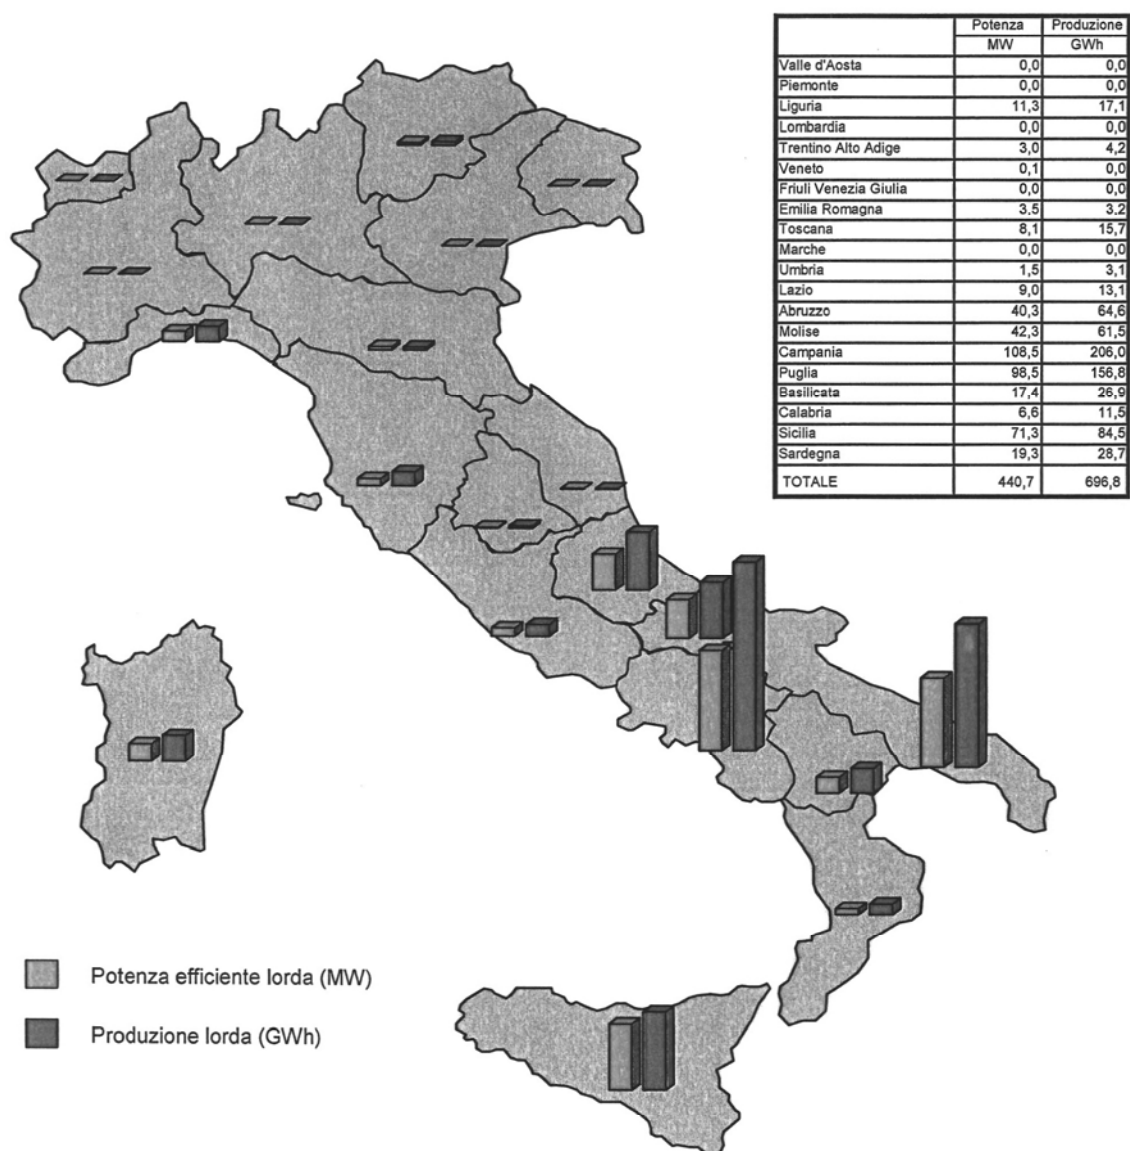 Potenza Produzione
MW GWh
Valle d'Aosta 0,0 0,0
Piemonte 0,0 0,0
Liguria 11,3 17,1
Lombardia 0,0 0,0
Trentino Alto Adige 3,0 4,2
Veneto 0,1 0,0
Friuli Venezia Giulia 0,0 0,0
Emilia Romagna 3.5 3.2
Toscana 8,1 15,7
Marche 0,0 0,0
Umbria 1,5 3,1
Lazio 9,0 13,1
Abruzzo 40,3 64,6
Molise 42,3 61,5
Campania 108,5 206,0
Puglia 98,5 156,8
Basilicata 17,4 26,9
Calabria 6,6 11,5
Sicilia 71,3 84,5
Sardegna 19,3 28,7
TOTALE 440,7 696,8
Potenza efficiente lorda (MW)
Produzione lorda (GWh)